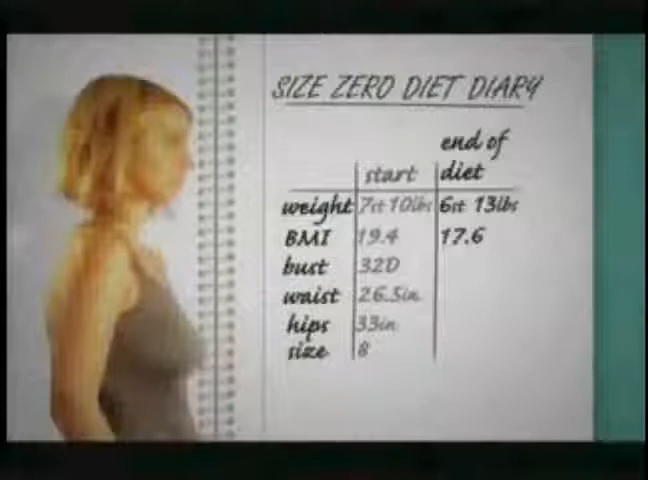 SIZE ZERO DIET DIARY
end of
start diet
weight 7st 10lbs 6st 13lbs
BMI 19.4 17.6
bust 32D
waist 26.5in
hips 33in
size 8